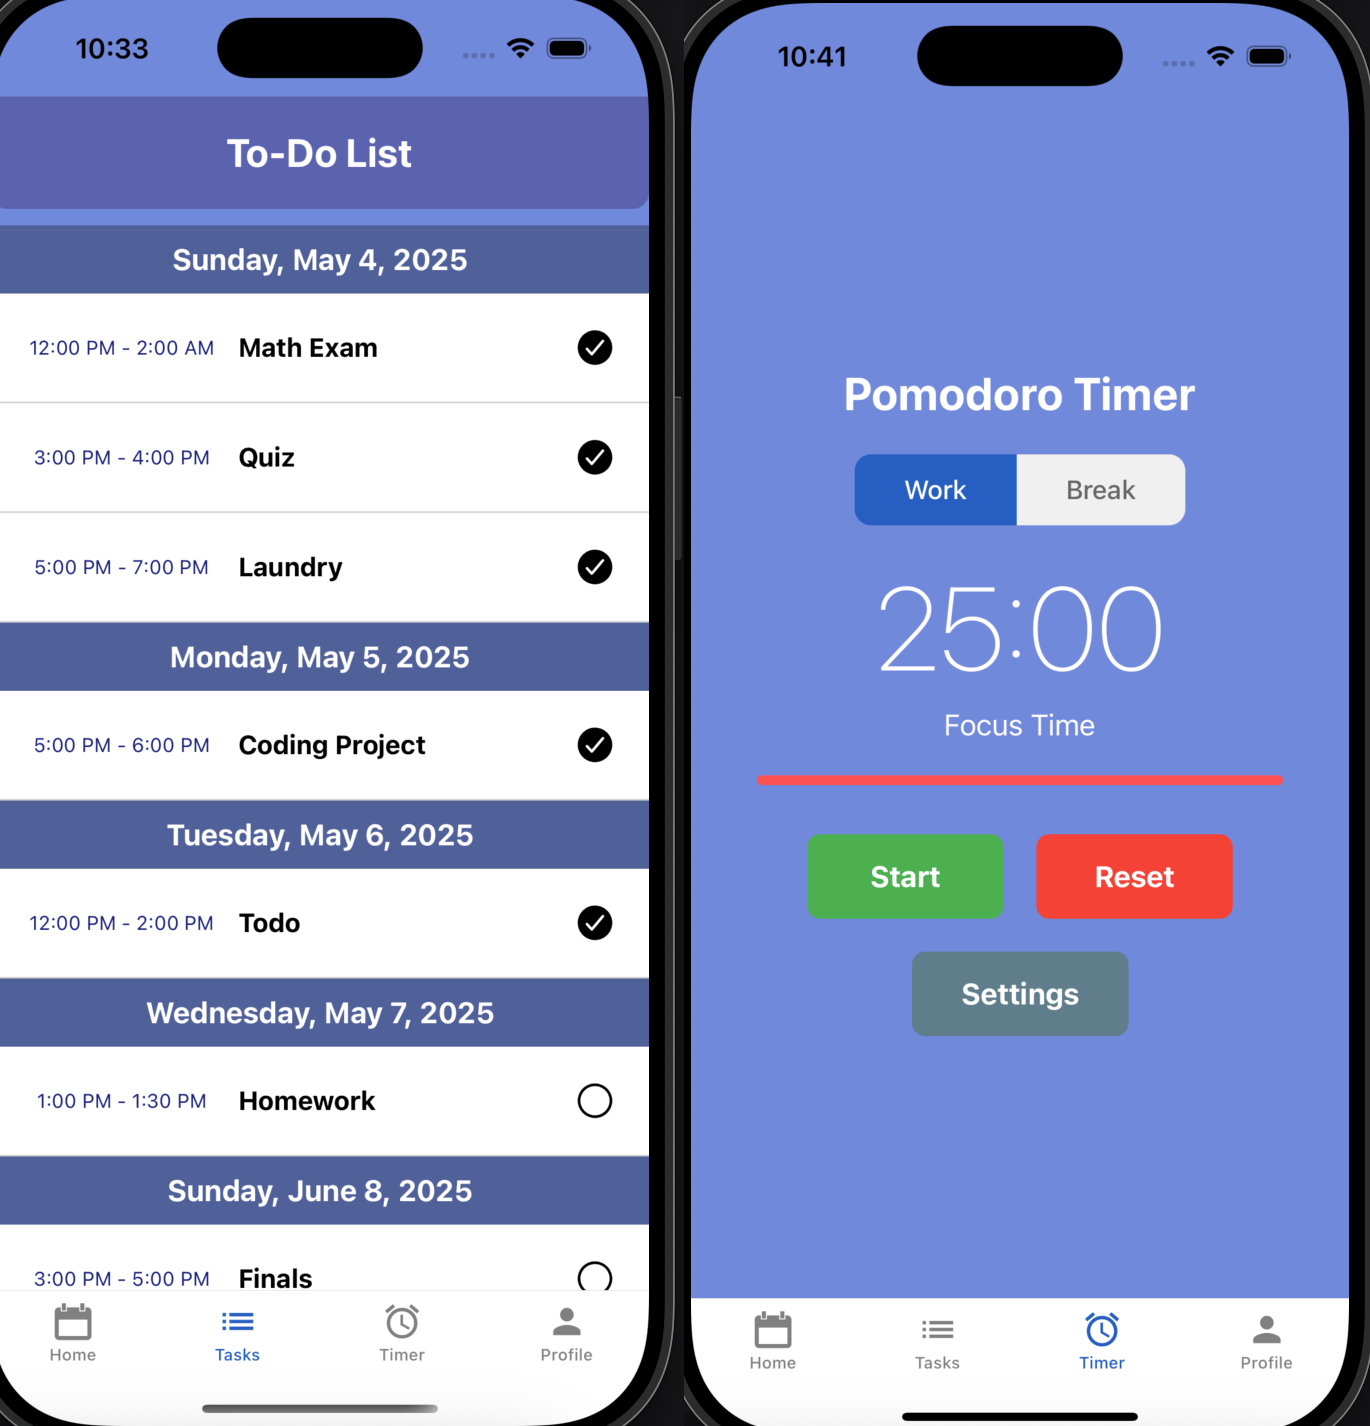 10:33
To-Do List
Sunday, May 4, 2025
12:00 PM - 2:00 AM Math Exam
3:00 PM - 4:00 PM Quiz
5:00 PM - 7:00 PM Laundry
Monday, May 5, 2025
5:00 PM - 6:00 PM Coding Project
Tuesday, May 6, 2025
12:00 PM - 2:00 PM Todo
Wednesday, May 7, 2025
1:00 PM - 1:30 PM Homework
Sunday, June 8, 2025
3:00 PM - 5:00 PM Finals
Home Tasks Timer Profile
10:41
Pomodoro Timer
Work Break
25:00
Focus Time
Start Reset
Settings
Home Tasks Timer Profile